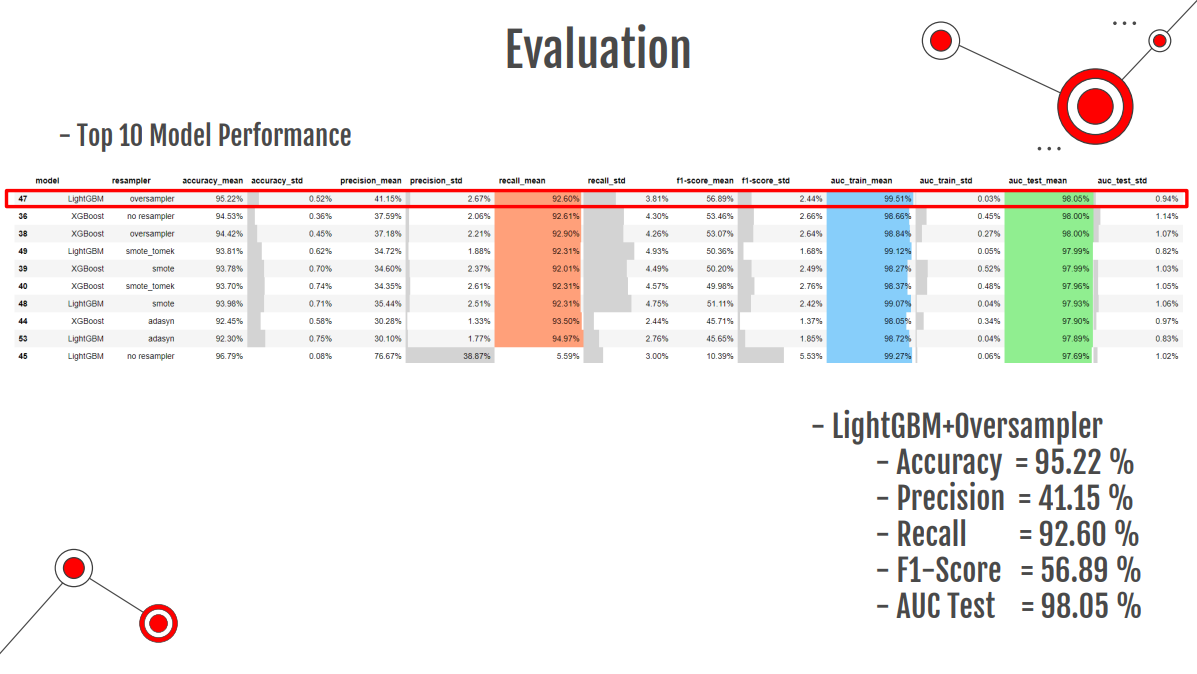 Evaluation
- Top 10 Model Performance
model resampler accuracy_mean accuracy_std precision_mean precision_std recall_mean recall_std f1-score_mean f1-score_std auc_train_mean auc_train_std auc_test_mean auc_test_std
47 LightGBM oversampler 95.22% 0.52% 41.15% 2.67% 92.60% 3.81% 56.89% 2.44% 99.51% 0.03% 98.05% 0.94%
36 XGBoost no resampler 94.53% 0.36% 37.59% 2.06% 92.61% 4.30% 53.46% 2.66% 98.66% 0.45% 98.00% 1.14%
38 XGBoost oversampler 94.42% 0.45% 37.18% 2.21% 92.90% 4.26% 53.07% 2.64% 98.84% 0.27% 98.00% 1.07%
49 LightGBM smote_tomek 93.81% 0.62% 34.72% 1.88% 92.31% 4.93% 50.36% 1.68% 99.12% 0.05% 97.99% 0.82%
39 XGBoost smote 93.78% 0.70% 34.60% 2.37% 92.01% 4.49% 50.20% 2.49% 98.27% 0.52% 97.99% 1.03%
40 XGBoost smote_tomek 93.70% 0.74% 34.35% 2.61% 92.31% 4.57% 49.98% 2.76% 98.37% 0.48% 97.96% 1.05%
48 LightGBM smote 93.98% 0.71% 35.44% 2.51% 92.31% 4.75% 51.11% 2.42% 99.07% 0.04% 97.93% 1.06%
44 XGBoost adasyn 92.45% 0.58% 30.28% 1.33% 93.50% 2.44% 45.71% 1.37% 98.05% 0.34% 97.90% 0.97%
53 LightGBM adasyn 92.30% 0.75% 30.10% 1.77% 94.97% 2.76% 45.65% 1.85% 98.72% 0.04% 97.89% 0.83%
45 LightGBM no resampler 96.79% 0.08% 76.67% 38.87% 5.59% 3.00% 10.39% 5.53% 99.27% 0.06% 97.69% 1.02%
- LightGBM+Oversampler
- Accuracy = 95.22 %
- Precision = 41.15 %
- Recall = 92.60 %
- F1-Score = 56.89 %
- AUC Test = 98.05 %